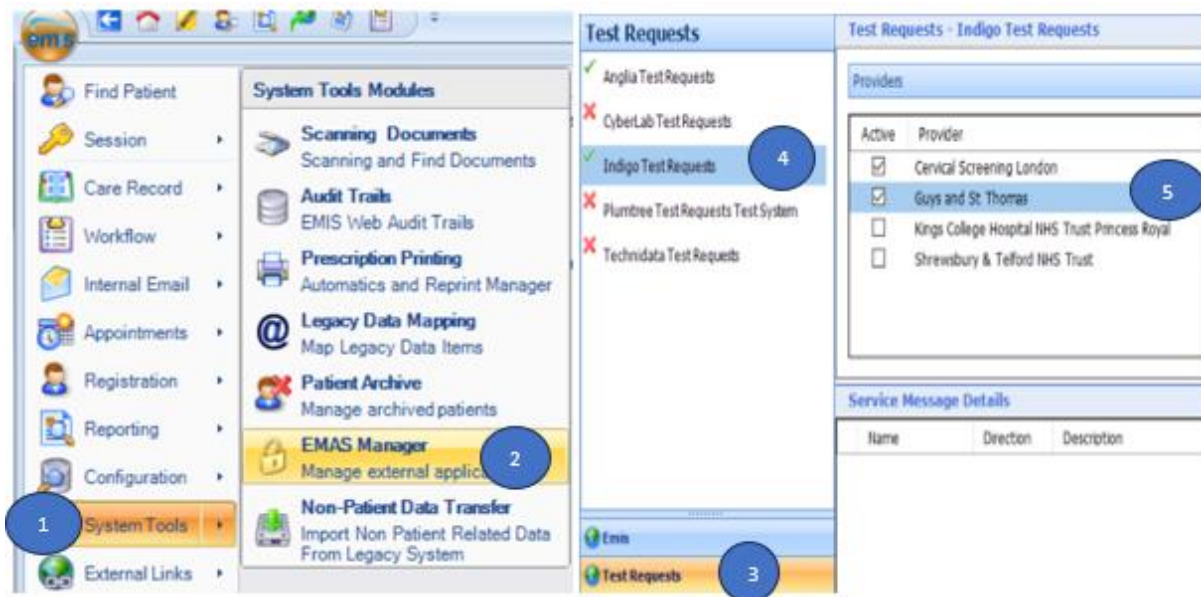 Find Patient
Session
Care Record
Workflow
Internal Email
Appointments
Registration
Reporting
Configuration
1
System Tools
External Links
System Tools Modules
Scanning Documents
Scanning and Find Documents
Audit Trails
EMIS Web Audit Trails
Prescription Printing
Automatics and Reprint Manager
Legacy Data Mapping
Map Legacy Data Items
Patient Archive
Manage archived patients
EMAS Manager
Manage external applic
2
Non-Patient Data Transfer
Import Non Patient Related Data
From Legacy System
Test Requests
Anglia Test Requests
CyberLab Test Requests
Indigo Test Requests
4
Plumtree Test Requests Test System
Technidata Test Requests
Emis
Test Requests
3
Test Requests - Indigo Test Requests
Providers
Active Provider
Cervical Screening London
Guys and St Thomas
5
Kings College Hospital NHS Trust Princess Royal
Shrewsbury & Telford NHS Trust
Service Message Details
Name Direction Description